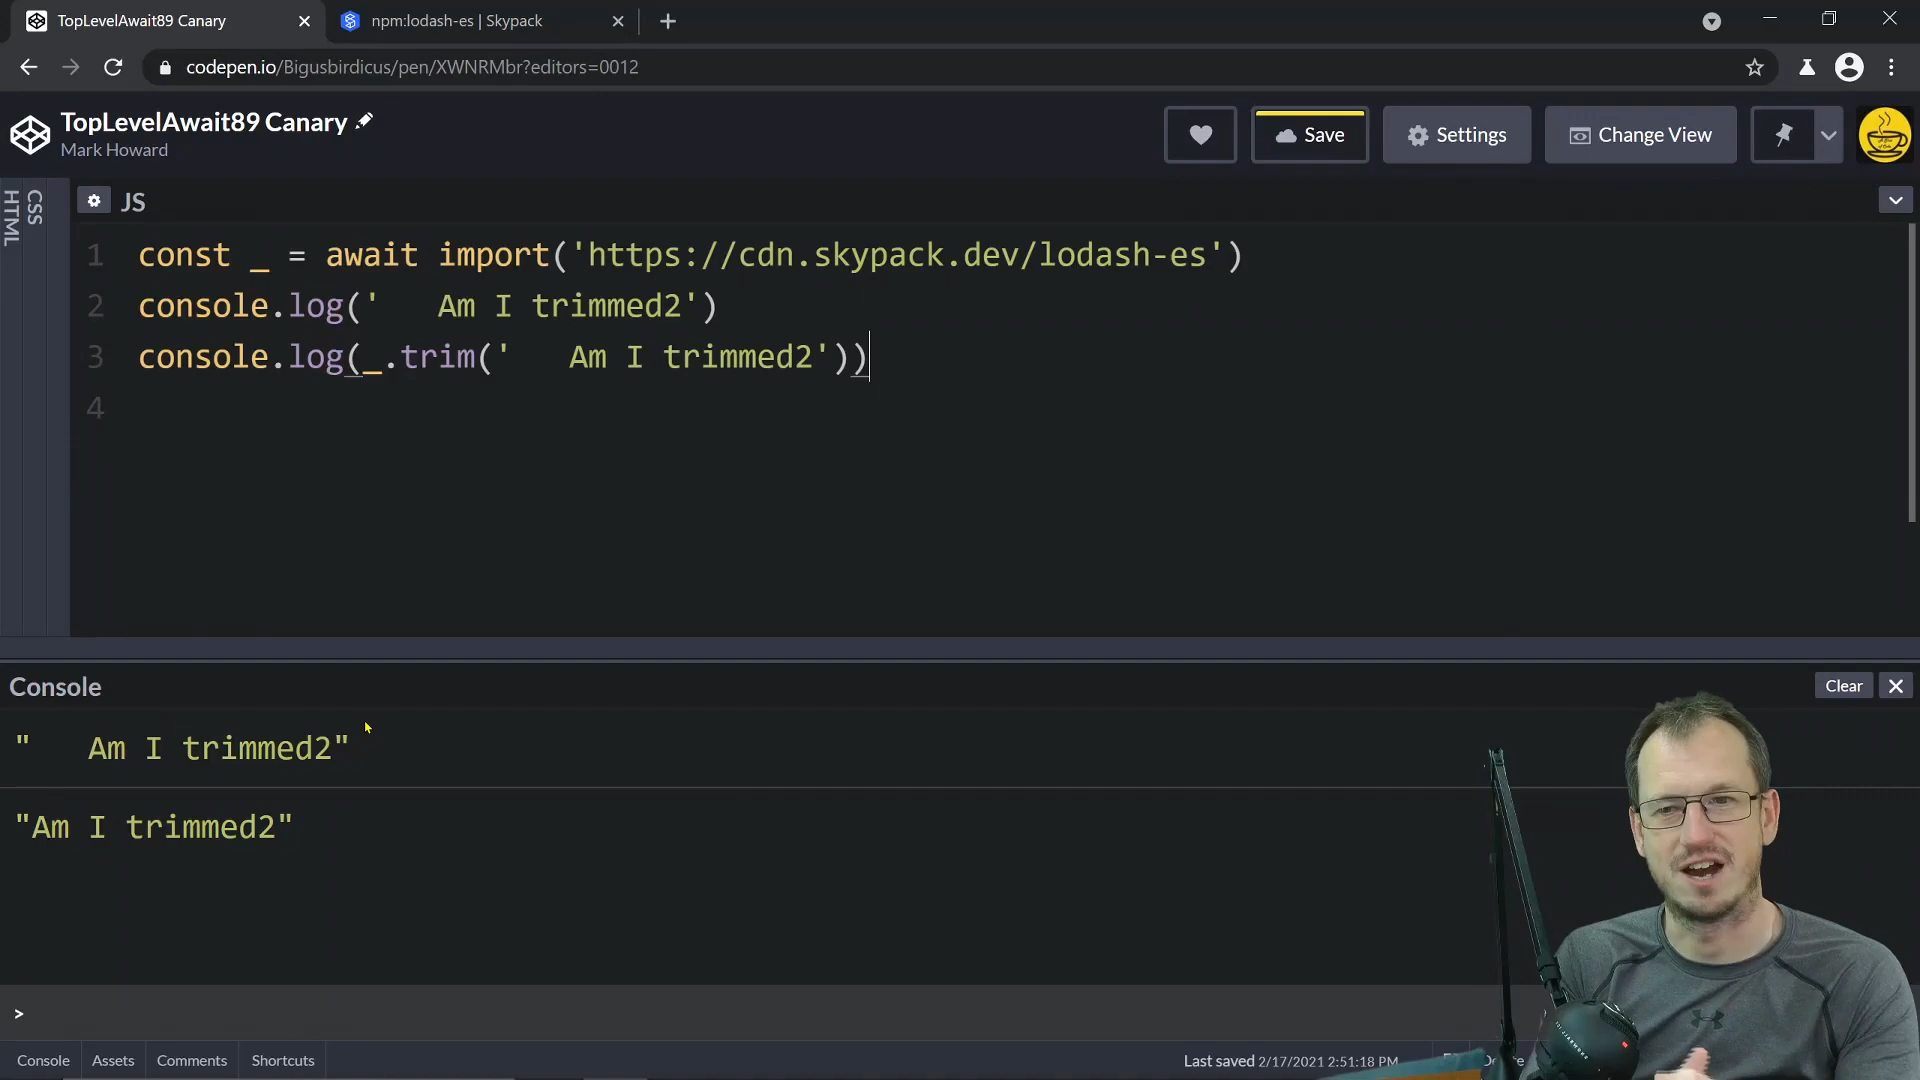 TopLevelAwait89 Canary
npm:lodash-es | Skypack
codepen.io/Bigusbirdicus/pen/XWNRMbr?editors=0012
TopLevelAwait89 Canary
Mark Howard
Save
Settings
Change View
HTML
CSS
JS
1 const _ = await import('https://cdn.skypack.dev/lodash-es')
2 console.log('   Am I trimmed2')
3 console.log(_.trim('   Am I trimmed2'))
4
Console
Clear
"   Am I trimmed2"
"Am I trimmed2"
>
Console
Assets
Comments
Shortcuts
Last saved 2/17/2021 2:51:18 PM